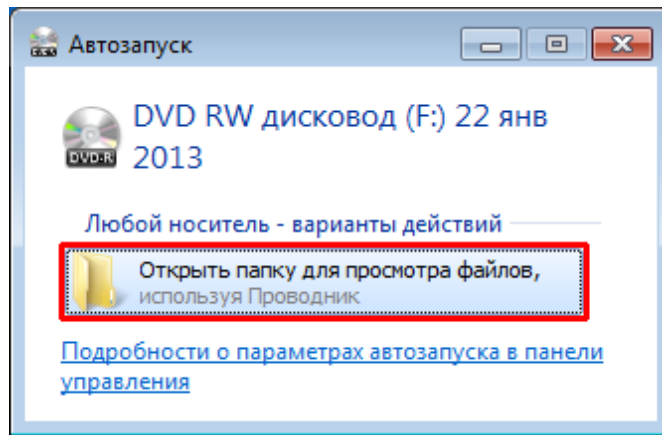 Автозапуск
DVD RW дисковод (F:) 22 янв
2013
DVD-R
Любой носитель - варианты действий
Открыть папку для просмотра файлов,
используя Проводник
Подробности о параметрах автозапуска в панели
управления